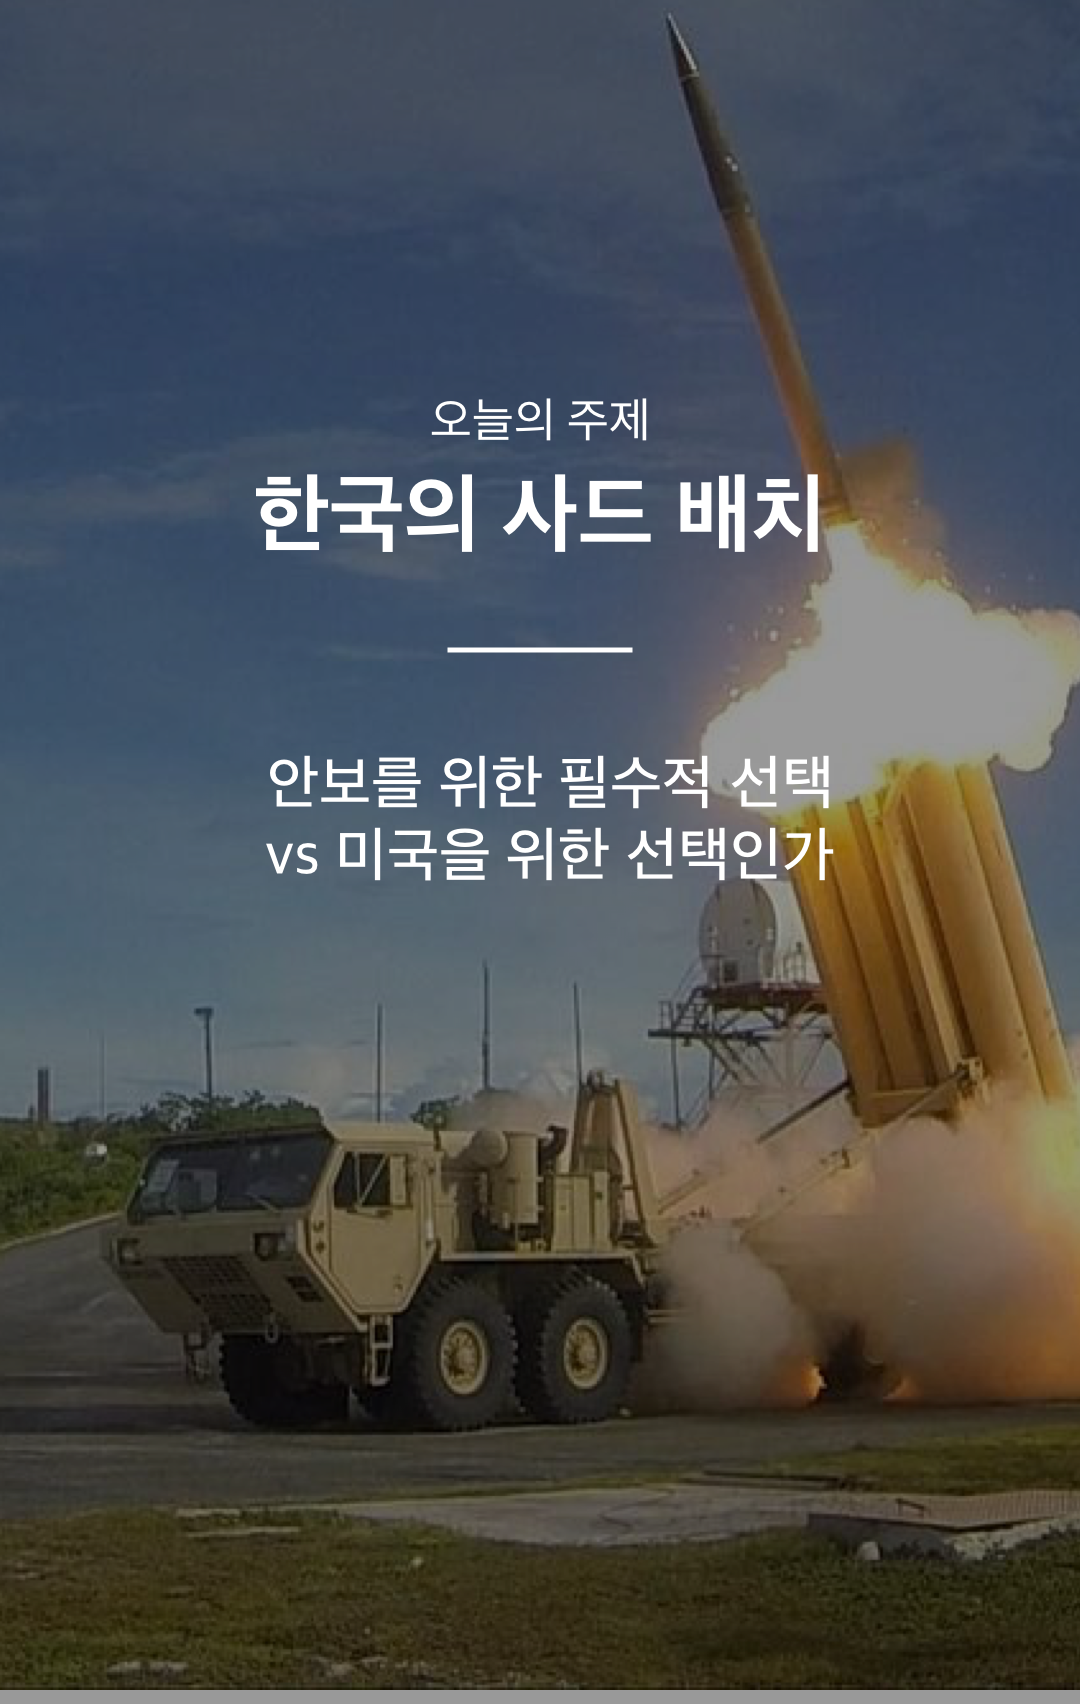 오늘의 주제
한국의 사드 배치
안보를 위한 필수적 선택
vs 미국을 위한 선택인가